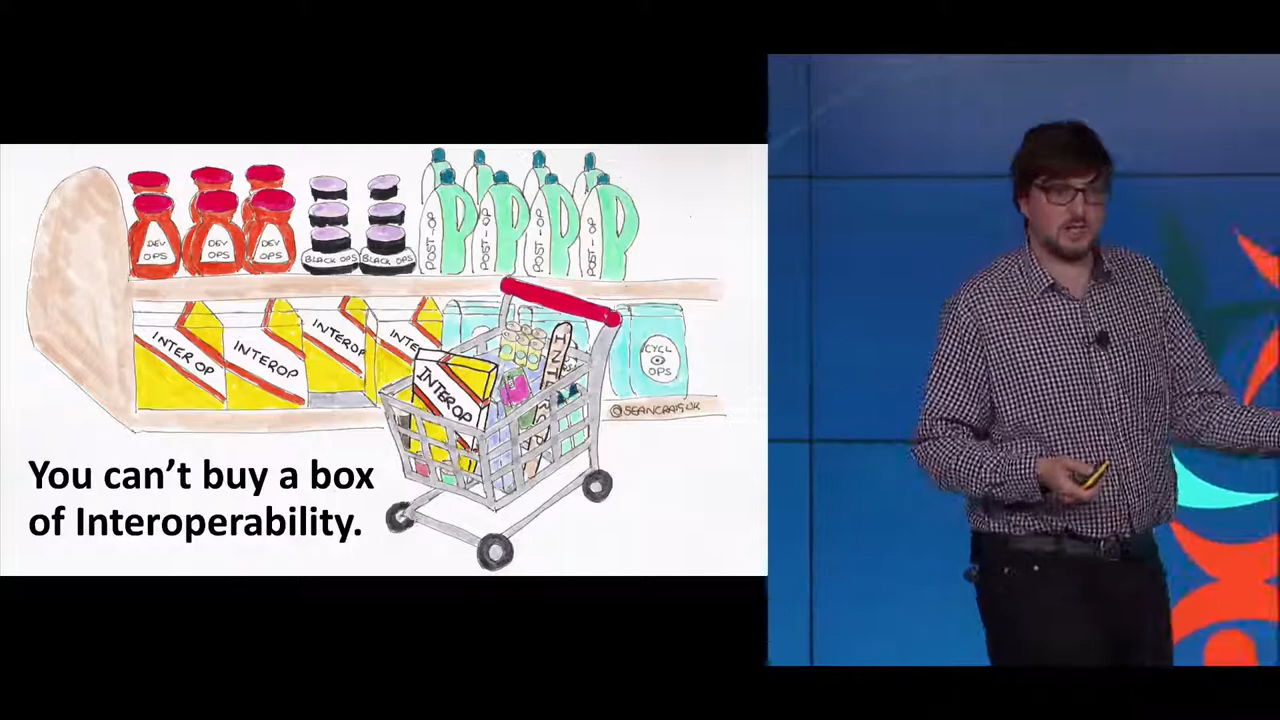 DEV
OPS
DEV
OPS
DEV
OPS
BLACK OPS
BLACK OPS
POST-OP
POST-OP
POST-OP
POST-OP
INTER OP
INTEROP
INTEROP
INTEROP
CYCL
OPS
© SEANCRAIG.UK
You can’t buy a box
of Interoperability.